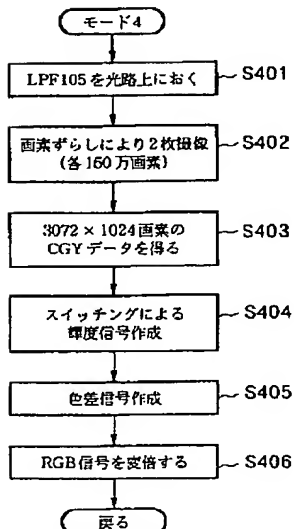 モード4
LPF105を光路上におく
S401
画素ずらしにより2枚撮像
(各150万画素)
S402
3072×1024画素の
CGYデータを得る
S403
スイッチングによる
輝度信号作成
S404
色差信号作成
S405
RGB信号を変倍する
S406
戻る